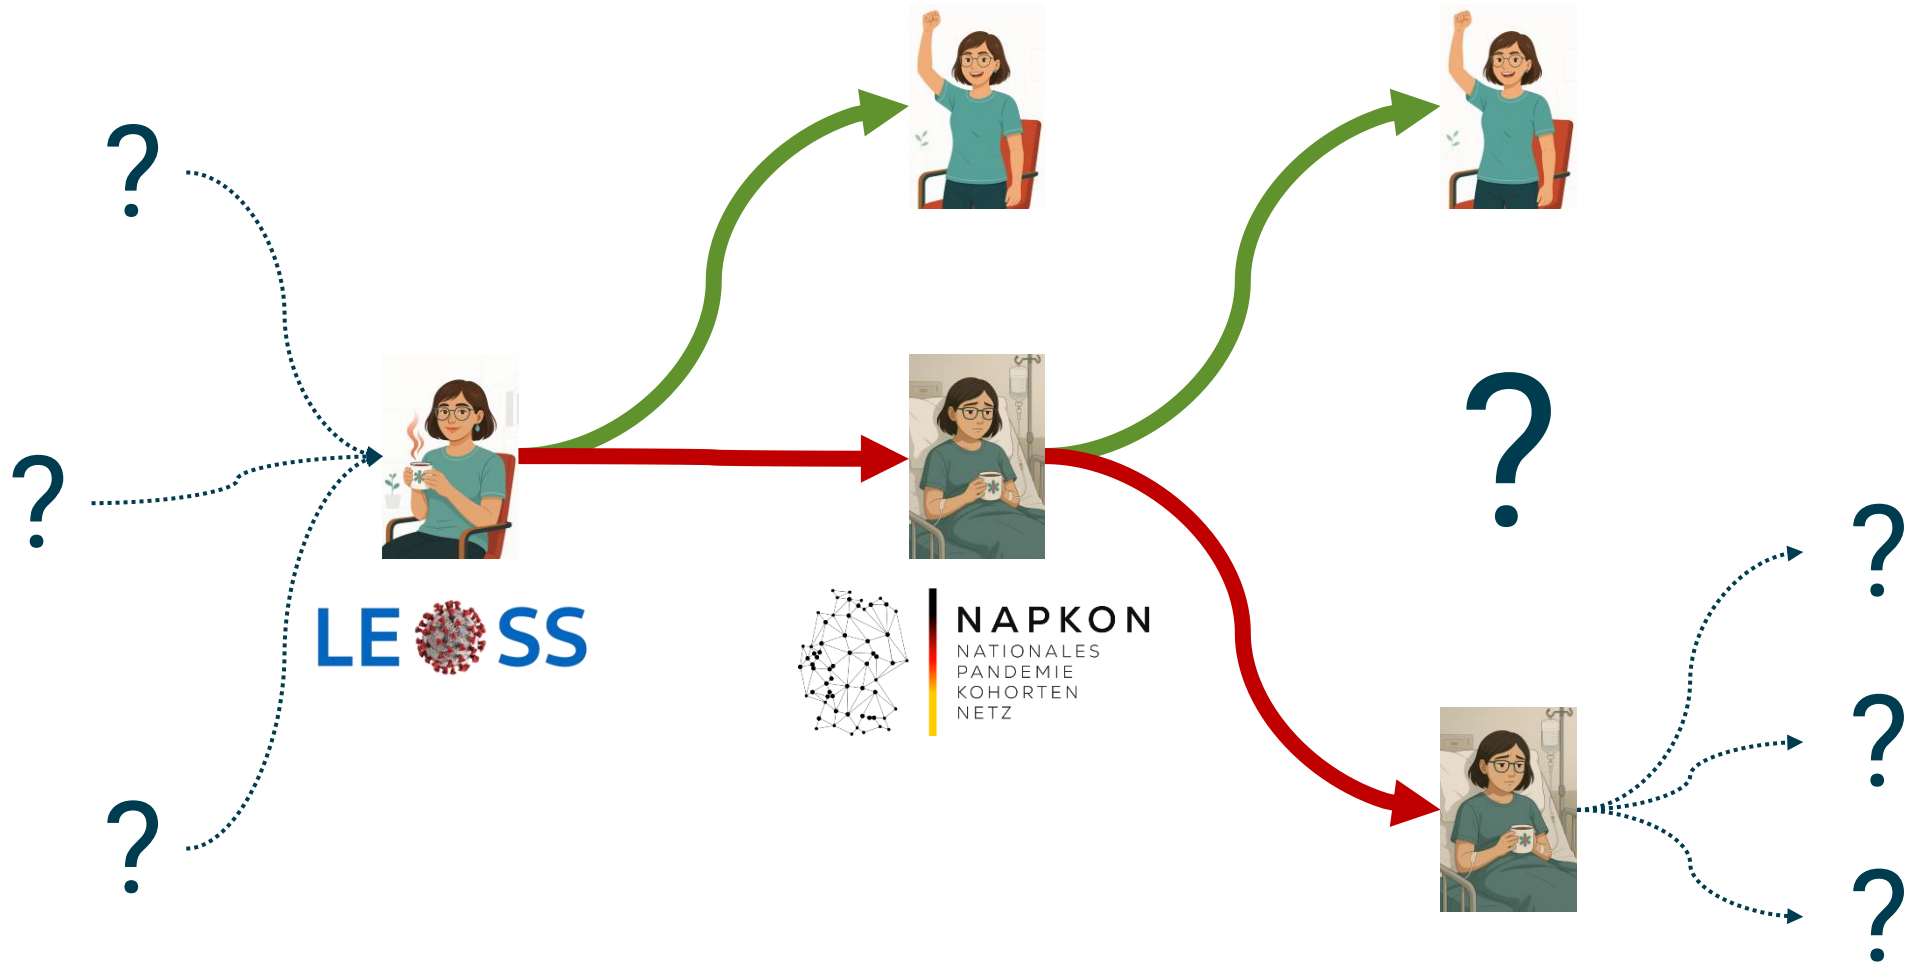 ?
?
?
?
LEOSS
NAPKON
NATIONALES
PANDEMIE
KOHORTEN
NETZ
?
?
?